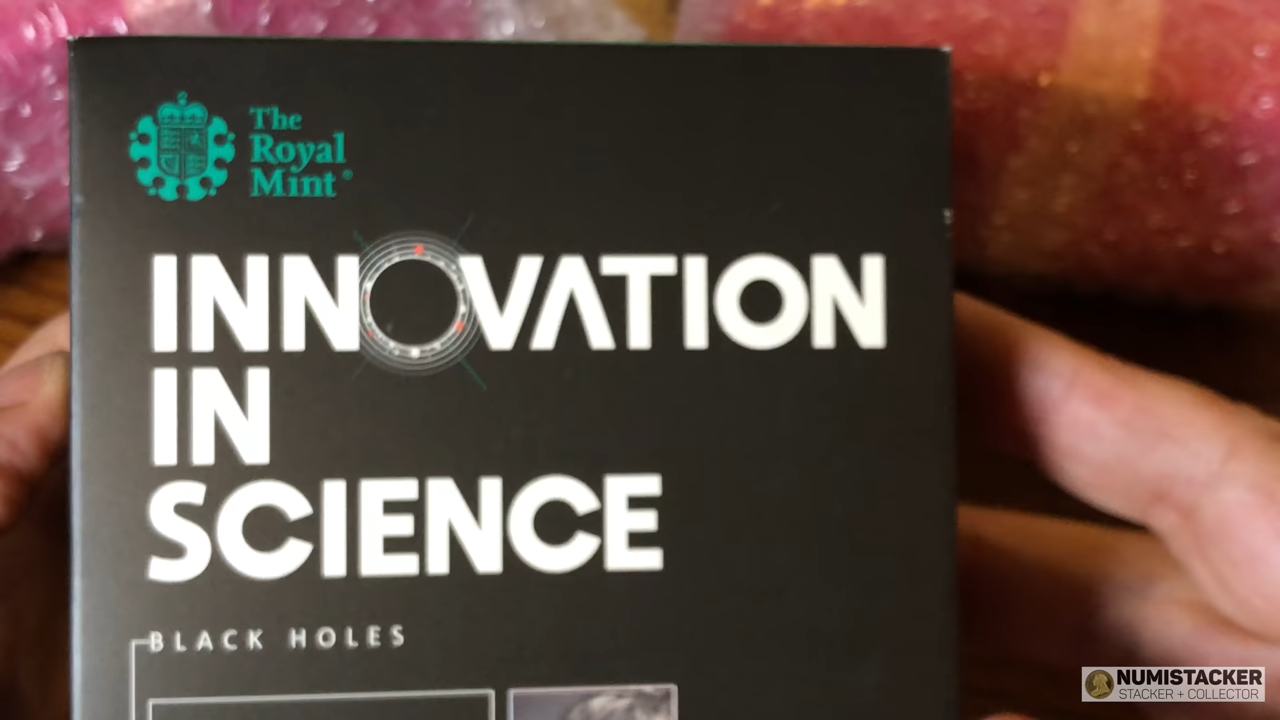 The
Royal
Mint®
INNOVATION
IN
SCIENCE
BLACK HOLES
NUMISTACKER
STACKER + COLLECTOR